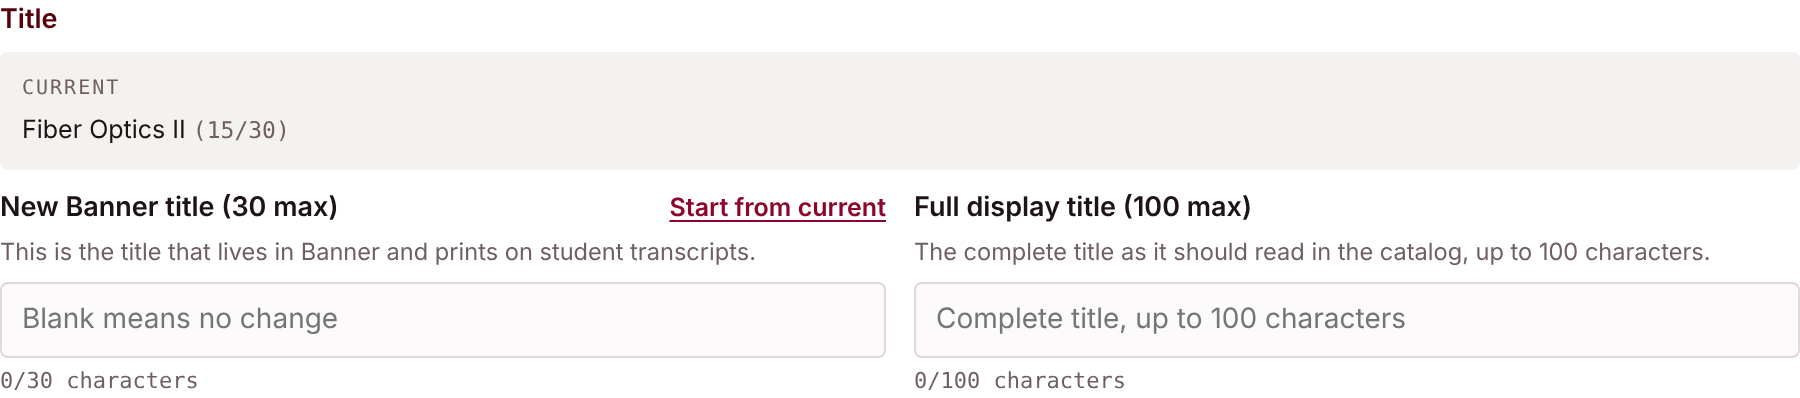 Title
CURRENT
Fiber Optics II (15/30)
New Banner title (30 max)
Start from current
This is the title that lives in Banner and prints on student transcripts.
Blank means no change
0/30 characters
Full display title (100 max)
The complete title as it should read in the catalog, up to 100 characters.
Complete title, up to 100 characters
0/100 characters